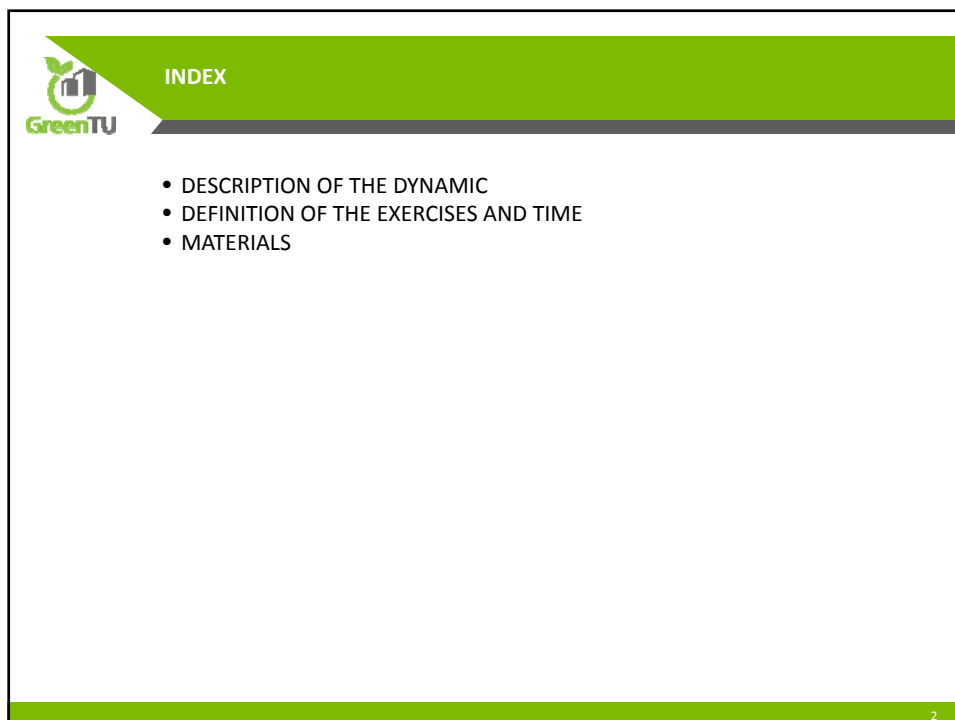 INDEX
GreenTU
• DESCRIPTION OF THE DYNAMIC
• DEFINITION OF THE EXERCISES AND TIME
• MATERIALS
2